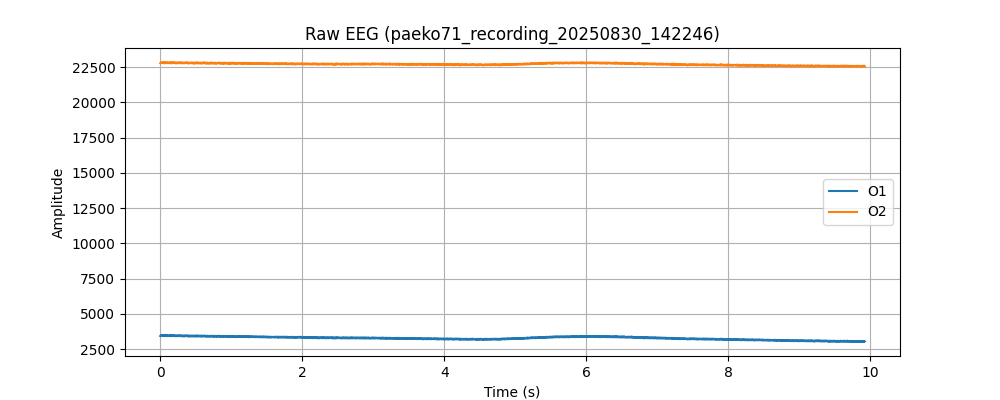 Raw EEG (paeko71_recording_20250830_142246)
22500
20000
17500
15000
12500
10000
7500
5000
2500
Amplitude
O1
O2
0 2 4 6 8 10
Time (s)